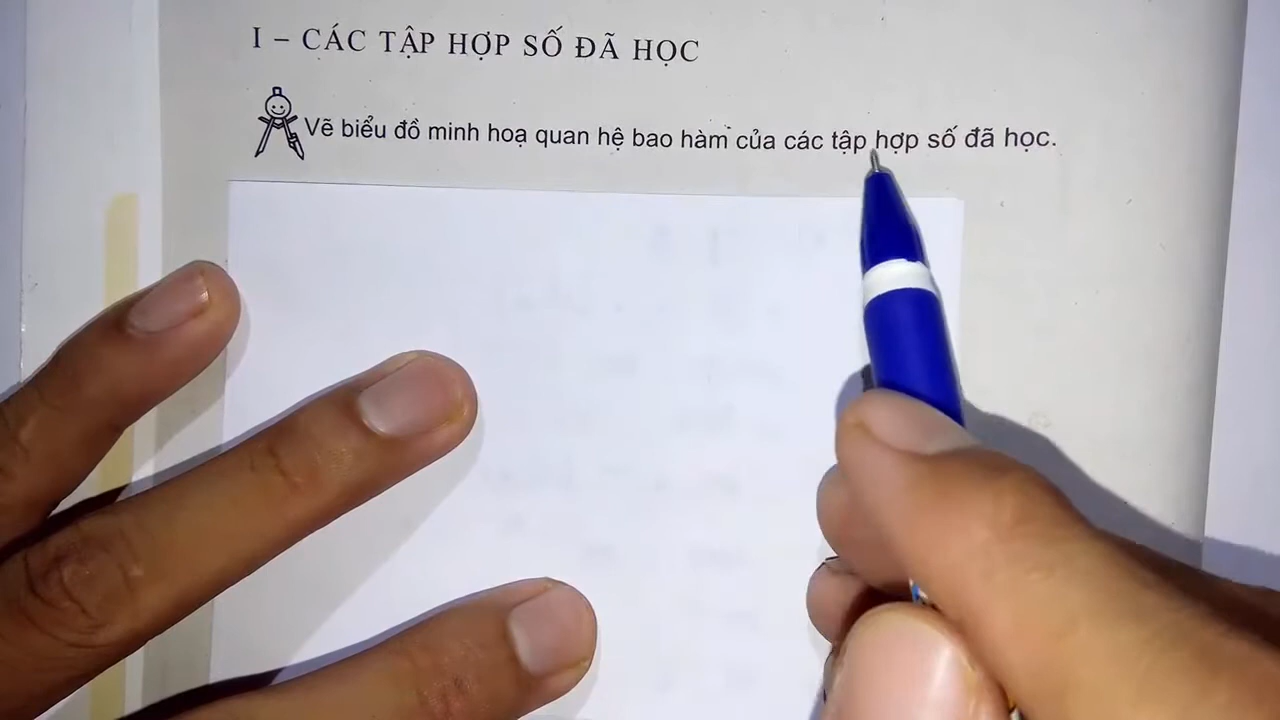 I – CÁC TẬP HỢP SỐ ĐÃ HỌC
Vẽ biểu đồ minh hoạ quan hệ bao hàm của các tập hợp số đã học.